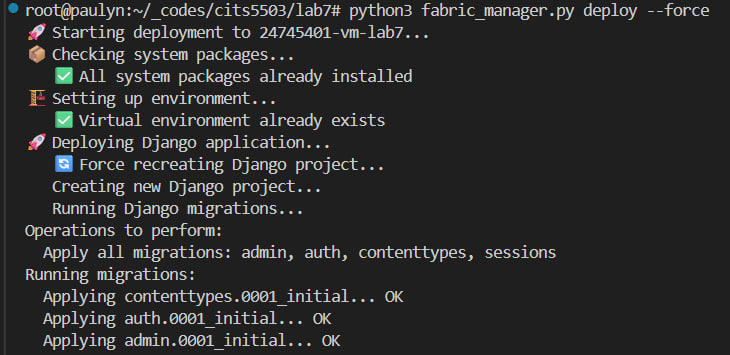 root@paulyn:~/_codes/cits5503/lab7# python3 fabric_manager.py deploy --force
🚀 Starting deployment to 24745401-vm-lab7...
📦 Checking system packages...
✅ All system packages already installed
🏗️ Setting up environment...
✅ Virtual environment already exists
🚀 Deploying Django application...
🔄 Force recreating Django project...
Creating new Django project...
Running Django migrations...
Operations to perform:
Apply all migrations: admin, auth, contenttypes, sessions
Running migrations:
Applying contenttypes.0001_initial... OK
Applying auth.0001_initial... OK
Applying admin.0001_initial... OK